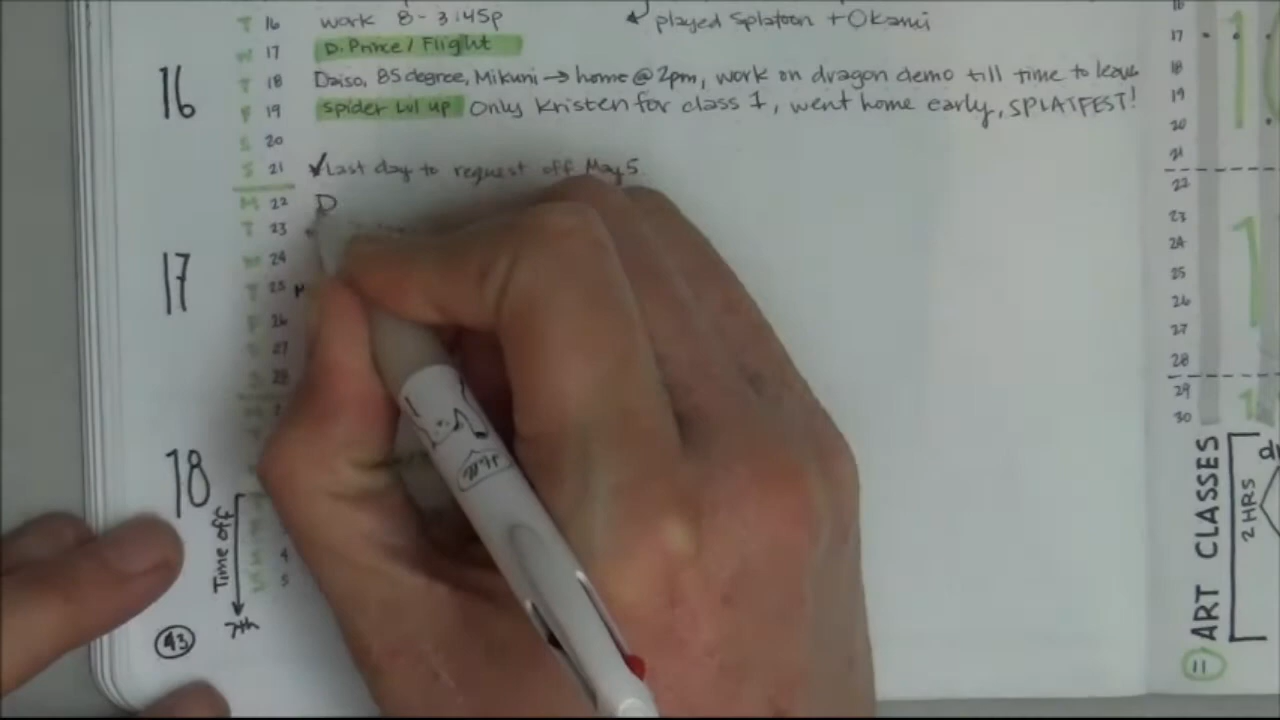 T 16 work 8-3:45p played Splatoon + Okami
W 17 D. Prince / Flight
16
T 18 Daiso, 85 degree, Mikuni → home @ 2pm, work on dragon demo till time to leave
F 19 Spider Lvl up Only Kristen for class 1, went home early, SPLATFEST!
S 20
S 21 ✓Last day to request off May 5
M 22 D
T 23
17
W 24
T 25
F 26
S 27
S 28
18
Time off
7th
4
5
43
16
17
18
19
20
21
22
23
24
25
26
27
28
29
30
= ART CLASSES
2 HRS